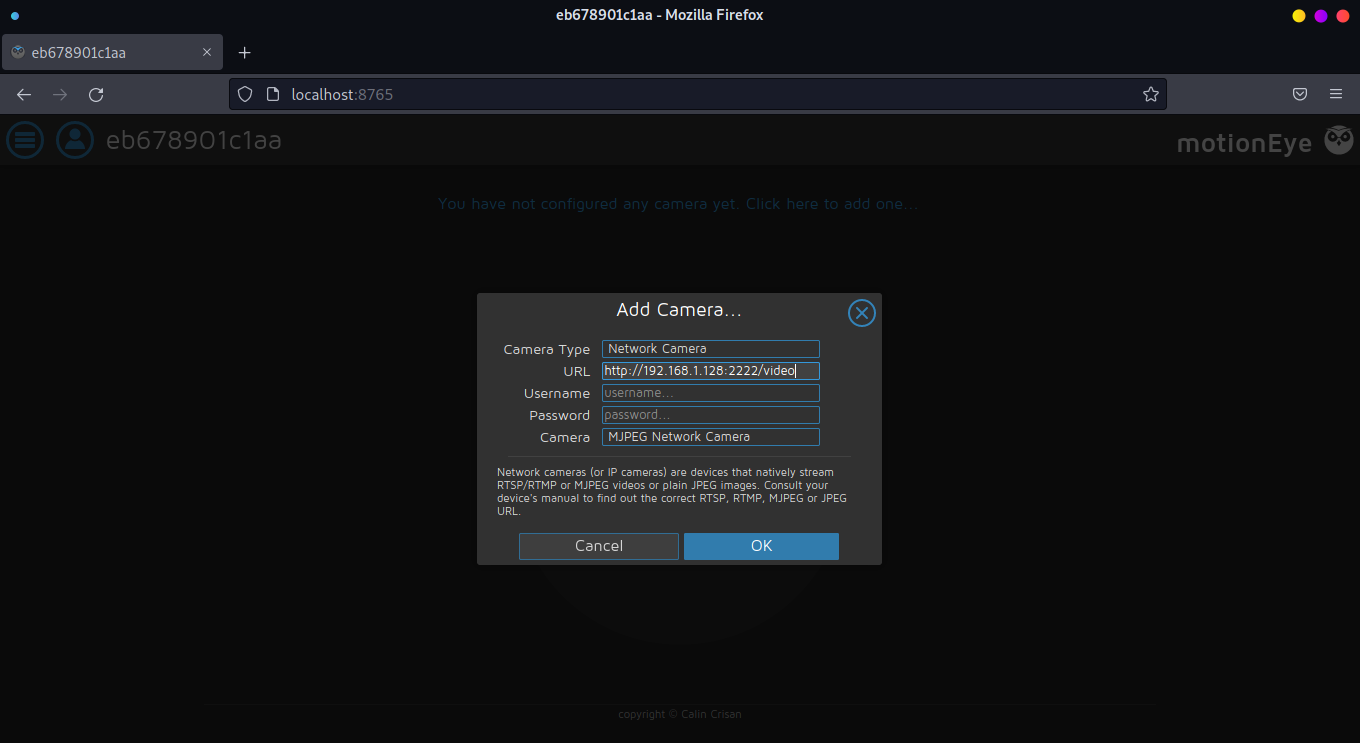 eb678901c1aa - Mozilla Firefox
eb678901c1aa
localhost:8765
eb678901c1aa
motionEye
You have not configured any camera yet. Click here to add one...
Add Camera...
Camera Type Network Camera
URL http://192.168.1.128:2222/video
Username username...
Password password...
Camera MJPEG Network Camera
Network cameras (or IP cameras) are devices that natively stream
RTSP/RTMP or MJPEG videos or plain JPEG images. Consult your
device's manual to find out the correct RTSP, RTMP, MJPEG or JPEG
URL.
Cancel OK
copyright © Calin Crisan